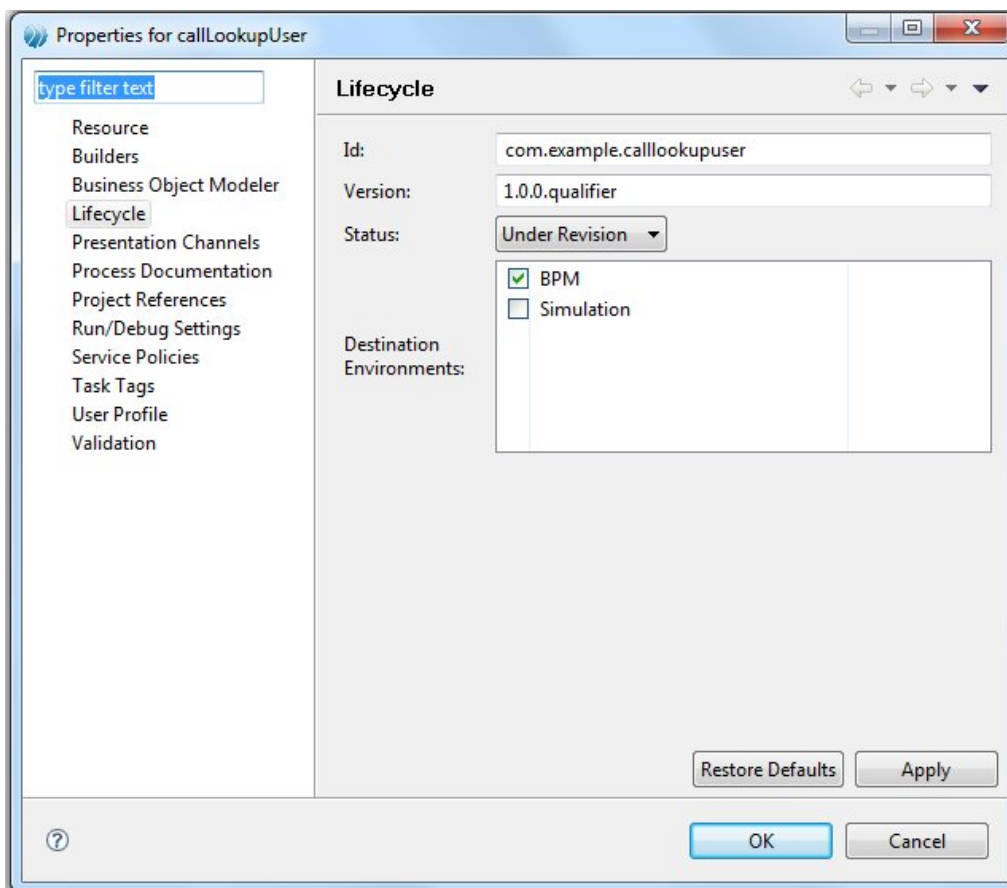 Properties for callLookupUser
type filter text
Resource
Builders
Business Object Modeler
Lifecycle
Presentation Channels
Process Documentation
Project References
Run/Debug Settings
Service Policies
Task Tags
User Profile
Validation
Lifecycle
Id: com.example.calllookupuser
Version: 1.0.0.qualifier
Status: Under Revision
Destination
Environments:
BPM
Simulation
Restore Defaults Apply
? OK Cancel